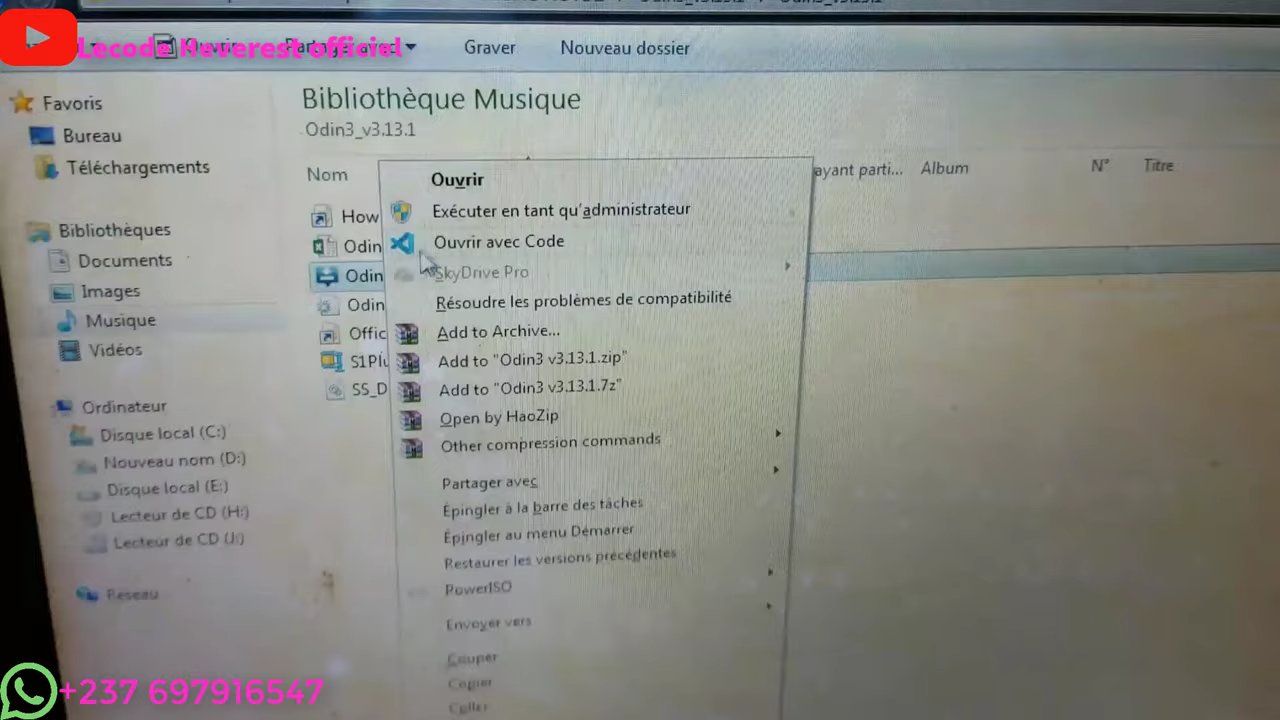 Lecode Heverest officiel
Graver
Nouveau dossier
Favoris
Bureau
Téléchargements
Bibliothèques
Documents
Images
Musique
Vidéos
Ordinateur
Disque local (C:)
Nouveau nom (D:)
Disque local (E:)
Lecteur de CD (H:)
Lecteur de CD (J:)
Réseau
Bibliothèque Musique
Odin3_v3.13.1
Nom
ayant parti...
Album
N°
Titre
How
Odin
Odin
Odin
Offic
SS_D
Ouvrir
Exécuter en tant qu'administrateur
Ouvrir avec Code
SkyDrive Pro
Résoudre les problèmes de compatibilité
Add to Archive...
Add to "Odin3 v3.13.1.zip"
Add to "Odin3 v3.13.1.7z"
Open by HaoZip
Other compression commands
Partager avec
Épingler à la barre des tâches
Épingler au menu Démarrer
Restaurer les versions précédentes
PowerISO
Envoyer vers
Couper
Copier
Coller
+237 697916547